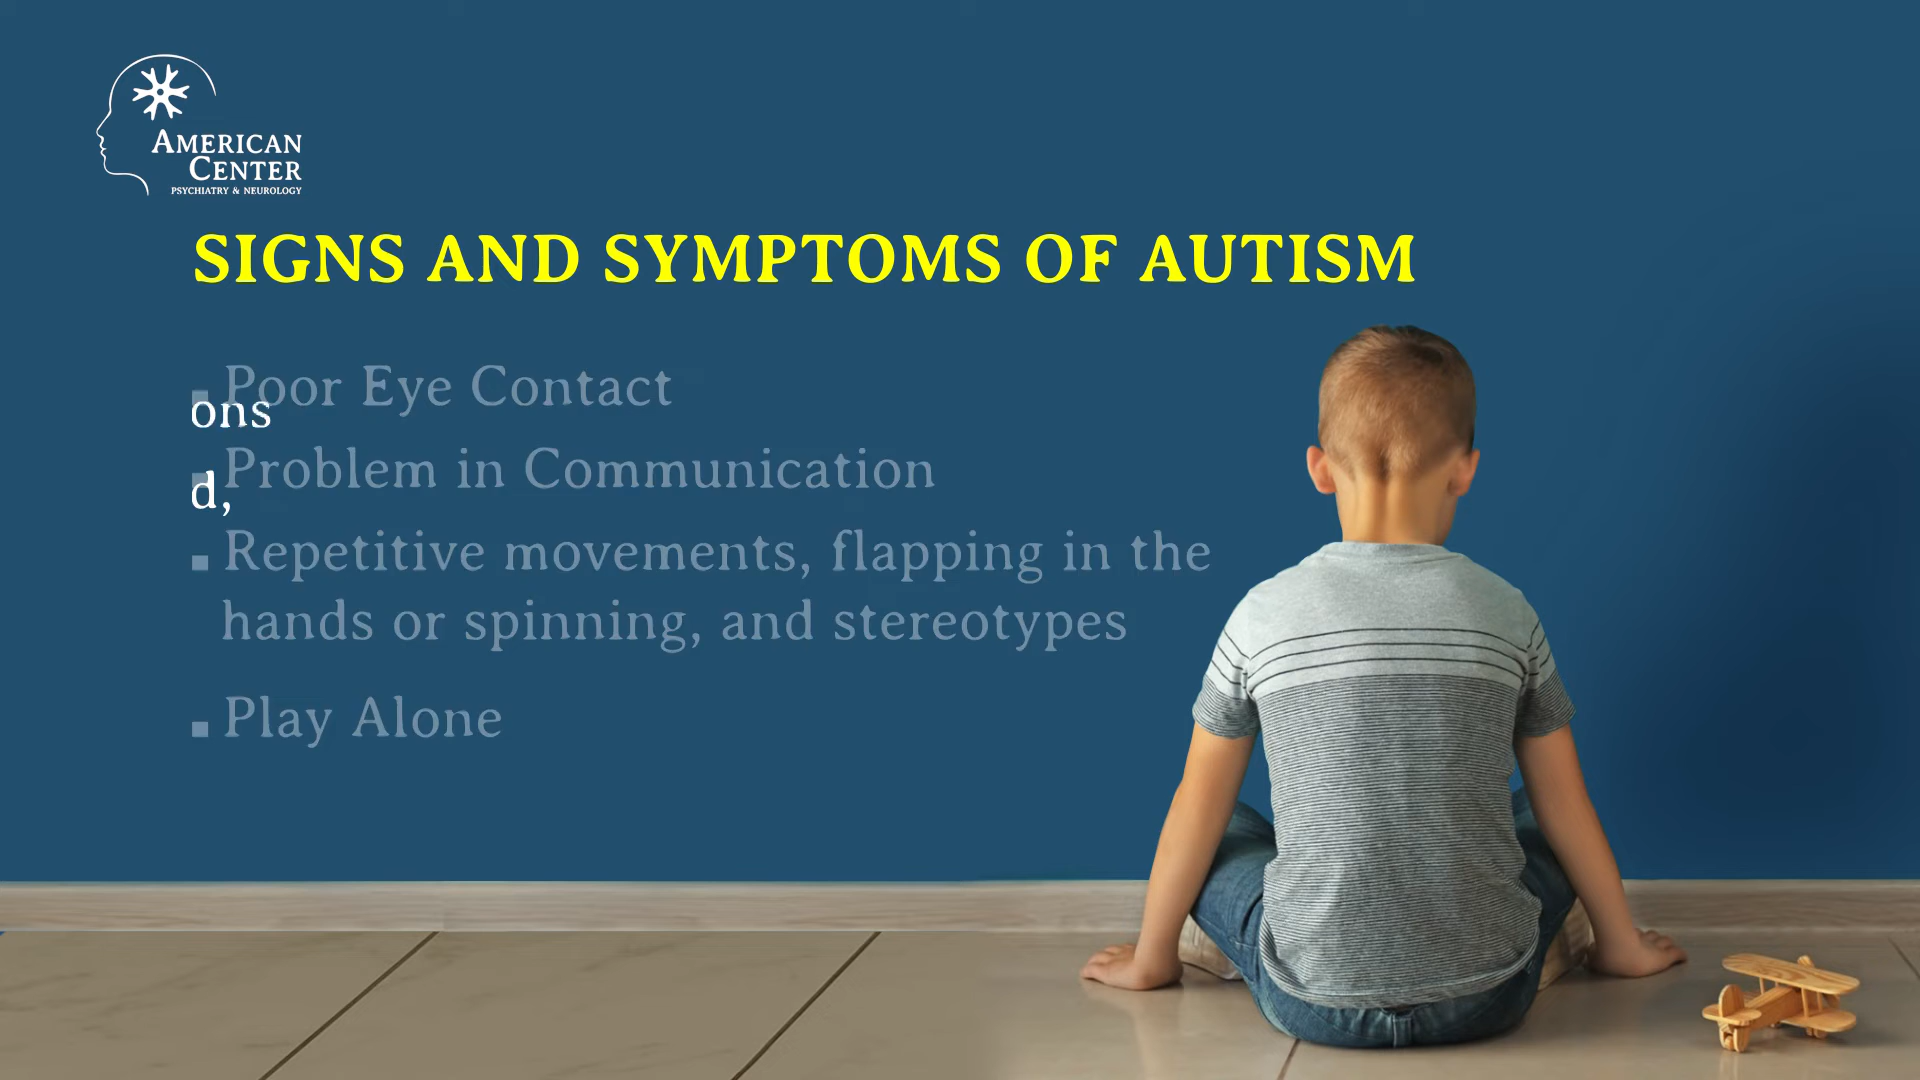 AMERICAN
CENTER
PSYCHIATRY & NEUROLOGY
SIGNS AND SYMPTOMS OF AUTISM
▪ Poor Eye Contact
ons
▪ Problem in Communication
d,
▪ Repetitive movements, flapping in the
hands or spinning, and stereotypes
▪ Play Alone